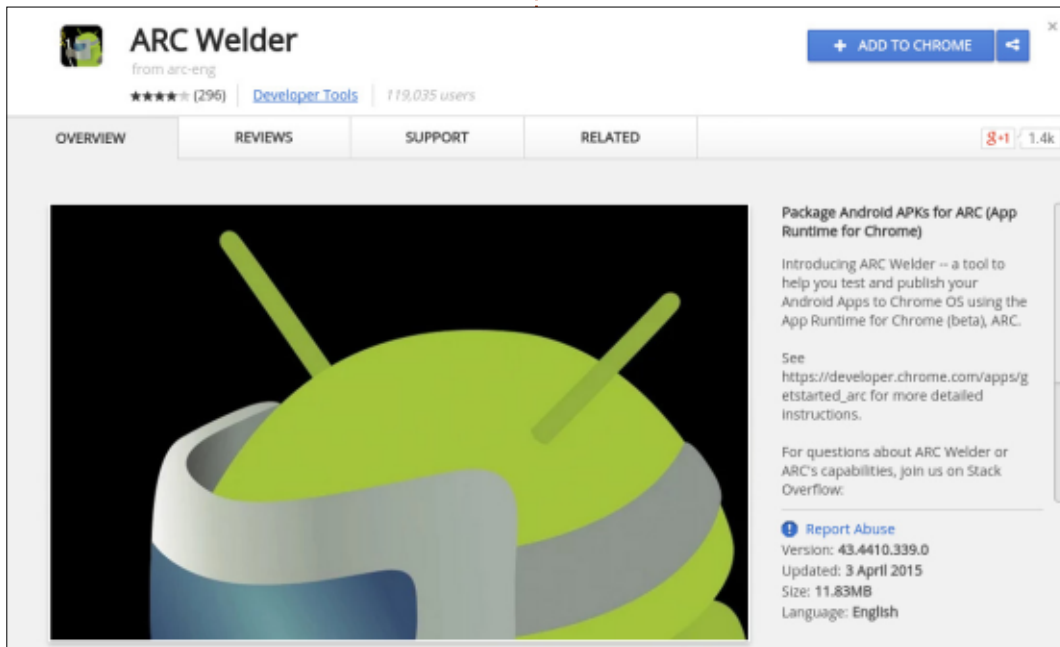 ARC Welder
from arc-eng
(296)
Developer Tools
119,035 users
+ ADD TO CHROME
×
OVERVIEW
REVIEWS
SUPPORT
RELATED
g+1
1.4k
Package Android APKs for ARC (App
Runtime for Chrome)
Introducing ARC Welder -- a tool to
help you test and publish your
Android Apps to Chrome OS using the
App Runtime for Chrome (beta), ARC.
See
https://developer.chrome.com/apps/g
etstarted_arc for more detailed
instructions.
For questions about ARC Welder or
ARC's capabilities, join us on Stack
Overflow:
Report Abuse
Version: 43.4410.339.0
Updated: 3 April 2015
Size: 11.83MB
Language: English